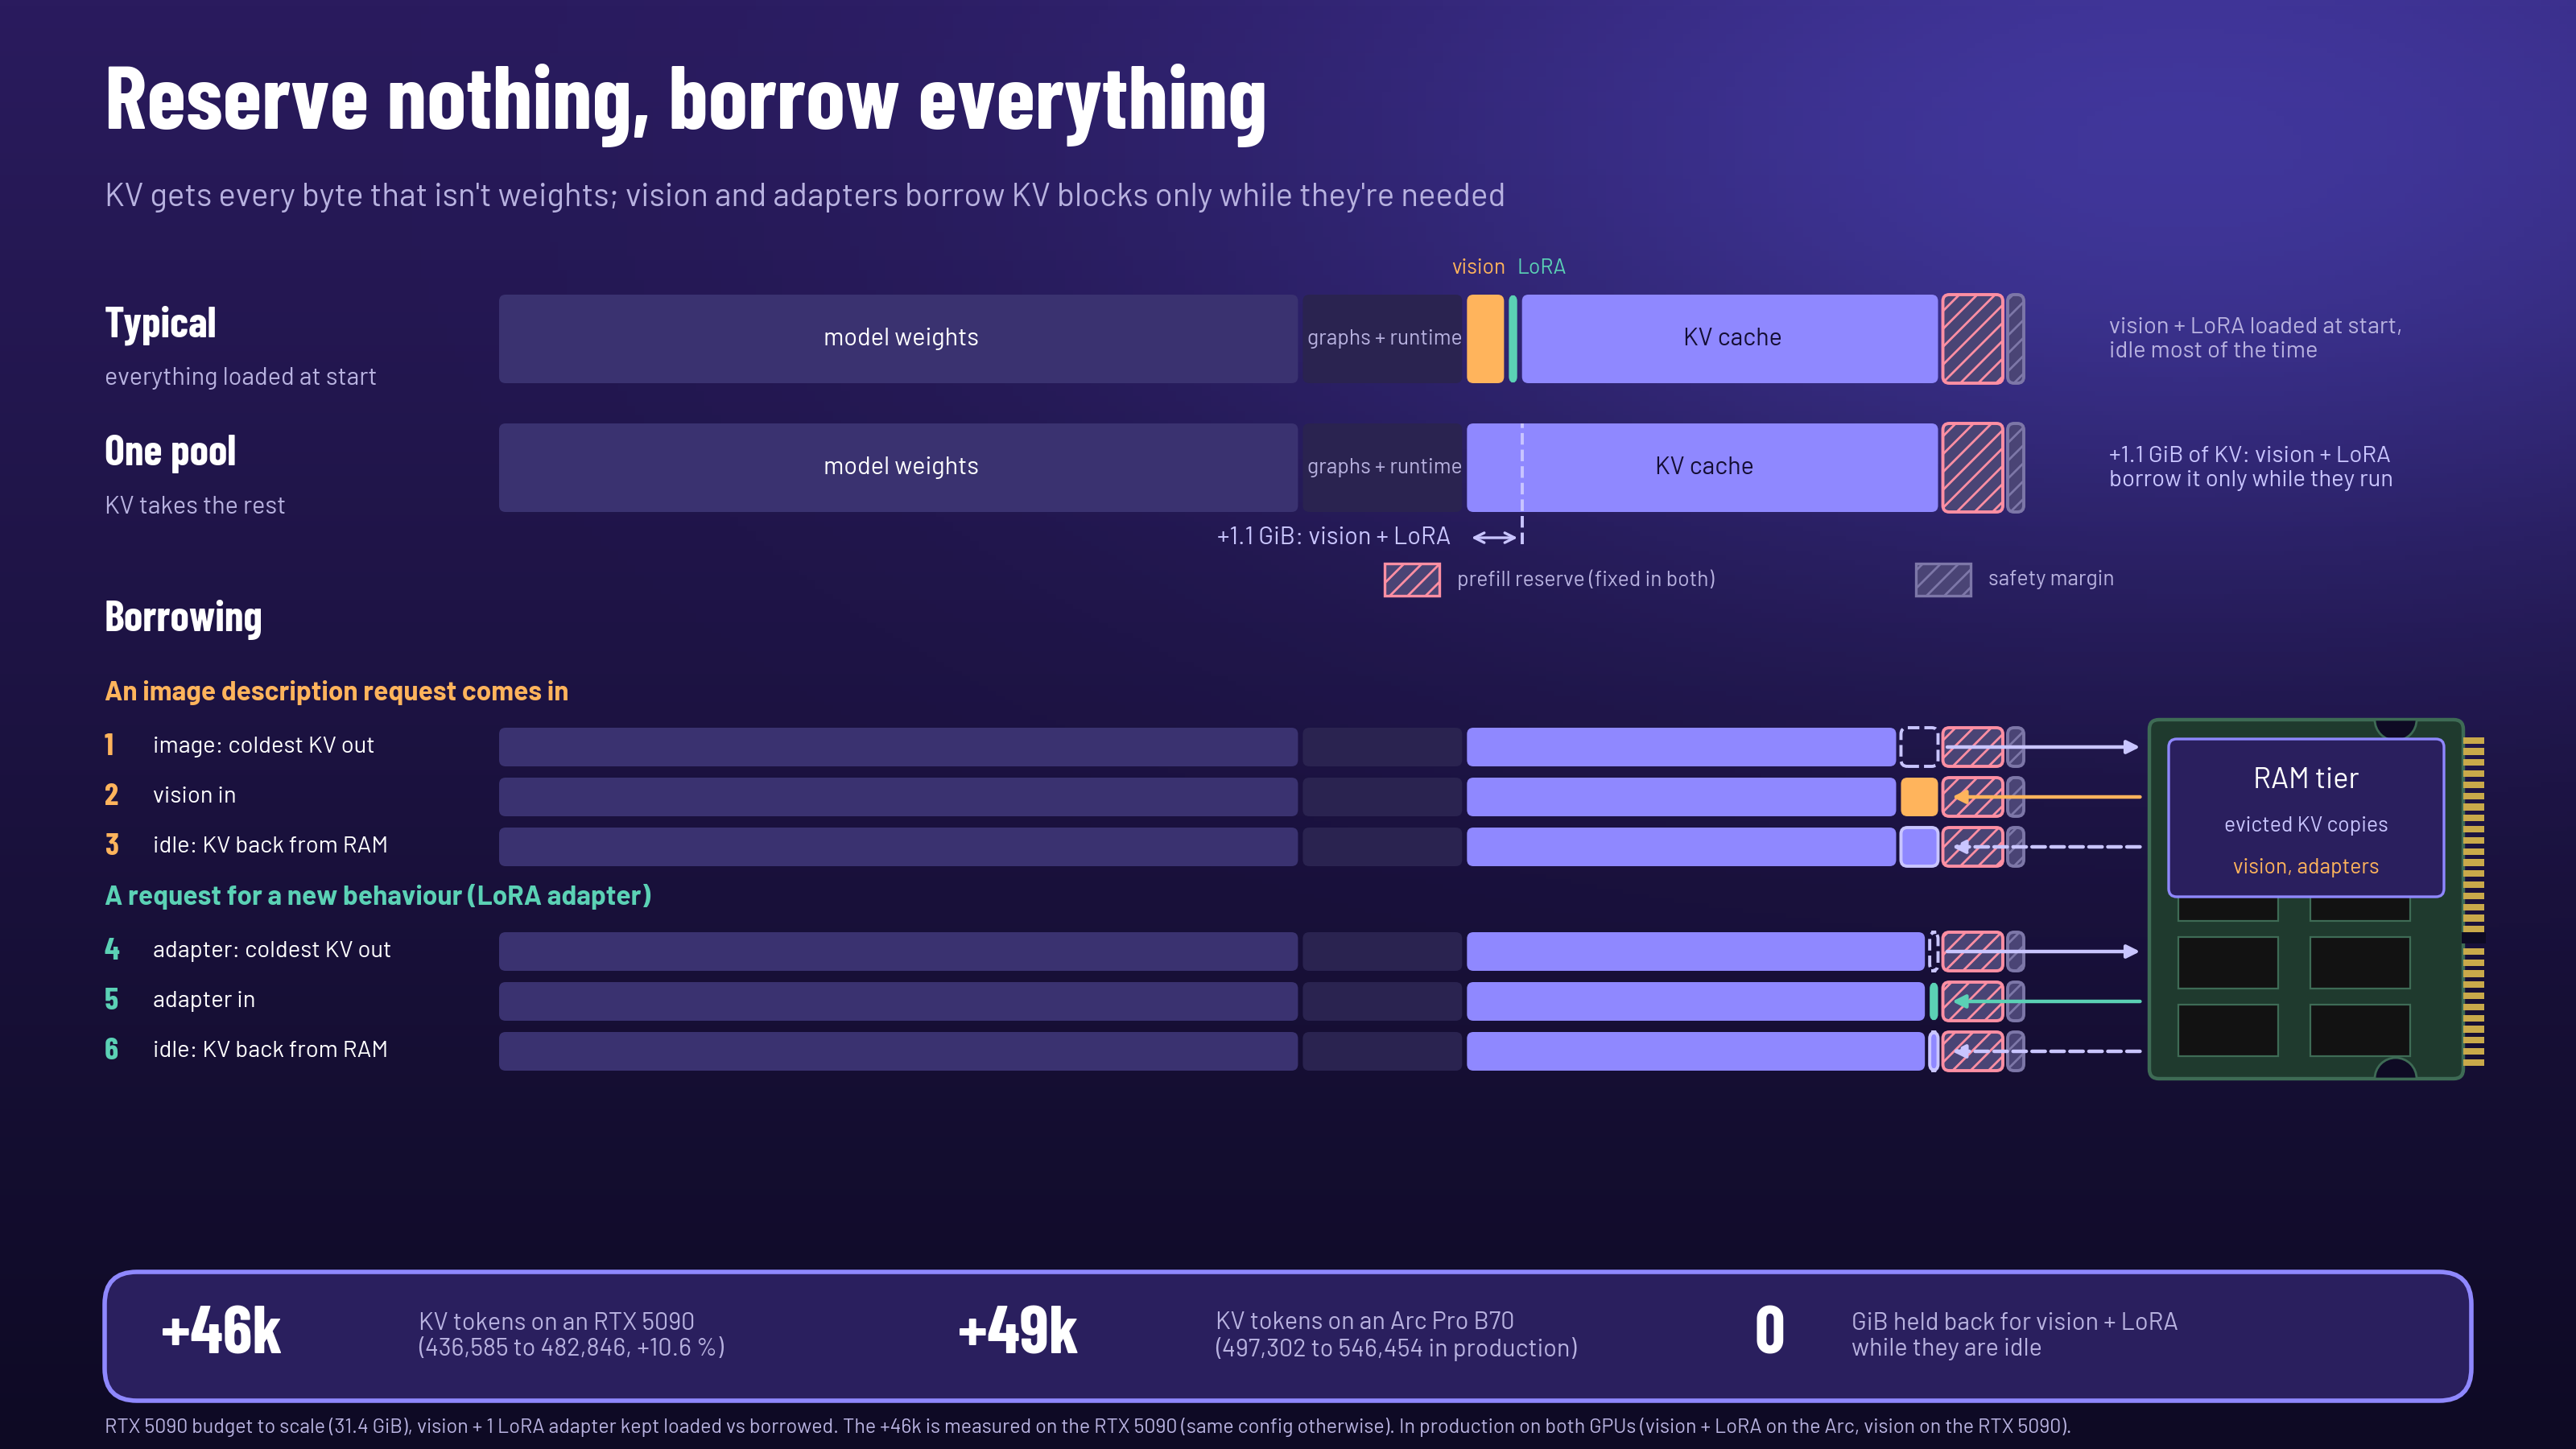 Reserve nothing, borrow everything
KV gets every byte that isn't weights; vision and adapters borrow KV blocks only while they're needed
vision LoRA
Typical
everything loaded at start
model weights
graphs + runtime
KV cache
vision + LoRA loaded at start,
idle most of the time
One pool
KV takes the rest
model weights
graphs + runtime
KV cache
+1.1 GiB of KV: vision + LoRA
borrow it only while they run
+1.1 GiB: vision + LoRA
prefill reserve (fixed in both)
safety margin
Borrowing
An image description request comes in
1 image: coldest KV out
2 vision in
3 idle: KV back from RAM
A request for a new behaviour (LoRA adapter)
4 adapter: coldest KV out
5 adapter in
6 idle: KV back from RAM
RAM tier
evicted KV copies
vision, adapters
+46k
KV tokens on an RTX 5090
(436,585 to 482,846, +10.6 %)
+49k
KV tokens on an Arc Pro B70
(497,302 to 546,454 in production)
0
GiB held back for vision + LoRA
while they are idle
RTX 5090 budget to scale (31.4 GiB), vision + 1 LoRA adapter kept loaded vs borrowed. The +46k is measured on the RTX 5090 (same config otherwise). In production on both GPUs (vision + LoRA on the Arc, vision on the RTX 5090).